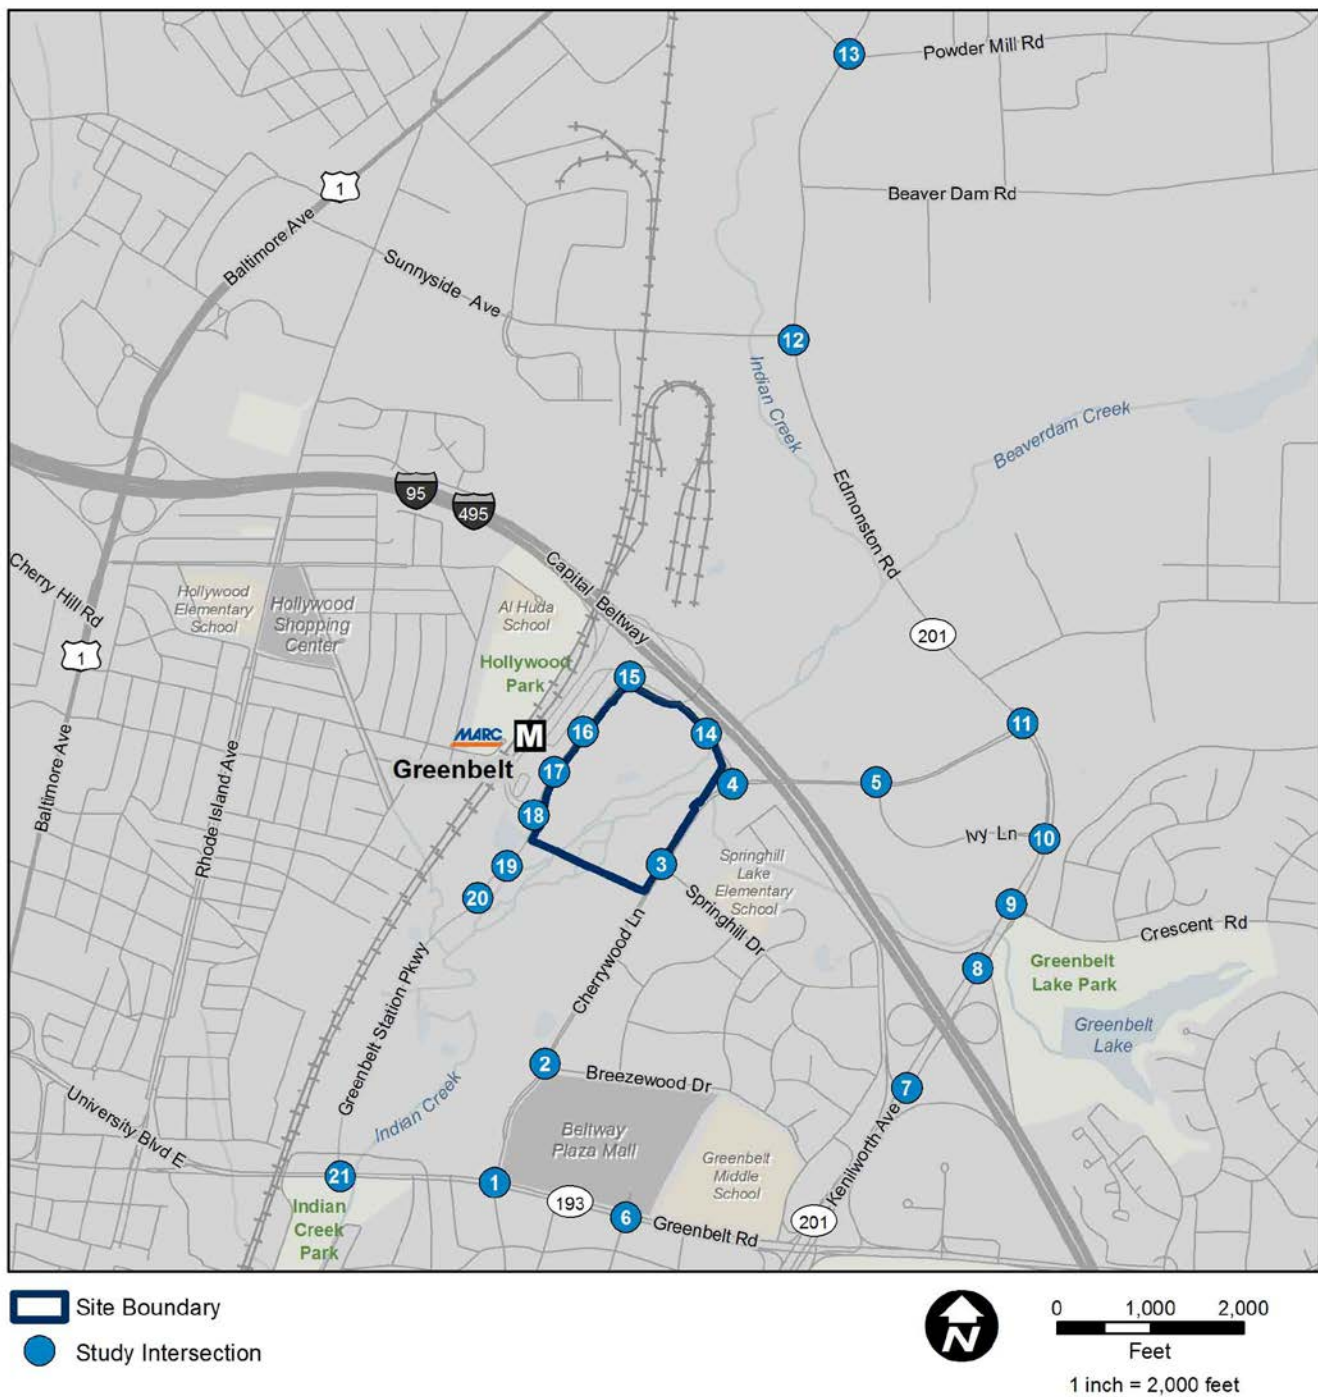 13
Powder Mill Rd
1
Beaver Dam Rd
Baltimore Ave
Sunnyside Ave
12
Indian Creek
Beaverdam Creek
95
495
Edmonston Rd
Capital Beltway
Cherry Hill Rd
Hollywood
Elementary
School
Hollywood
Shopping
Center
Al Huda
School
201
1
Hollywood
Park
15
11
MARC
M
16
14
Greenbelt
17
4
5
Baltimore Ave
Rhode Island Ave
18
Ivy Ln
10
19
3
Springhill
Lake
Elementary
School
20
Springhill Dr
9
Crescent Rd
Cherrywood Ln
8
Greenbelt
Lake Park
Greenbelt Station Pkwy
Greenbelt
Lake
2
Breezewood Dr
7
University Blvd E
Indian Creek
Beltway
Plaza Mall
Greenbelt
Middle
School
Kenilworth Ave
21
1
193
6
Greenbelt Rd
201
Indian
Creek
Park
Site Boundary
Study Intersection
N
0 1,000 2,000
Feet
1 inch = 2,000 feet